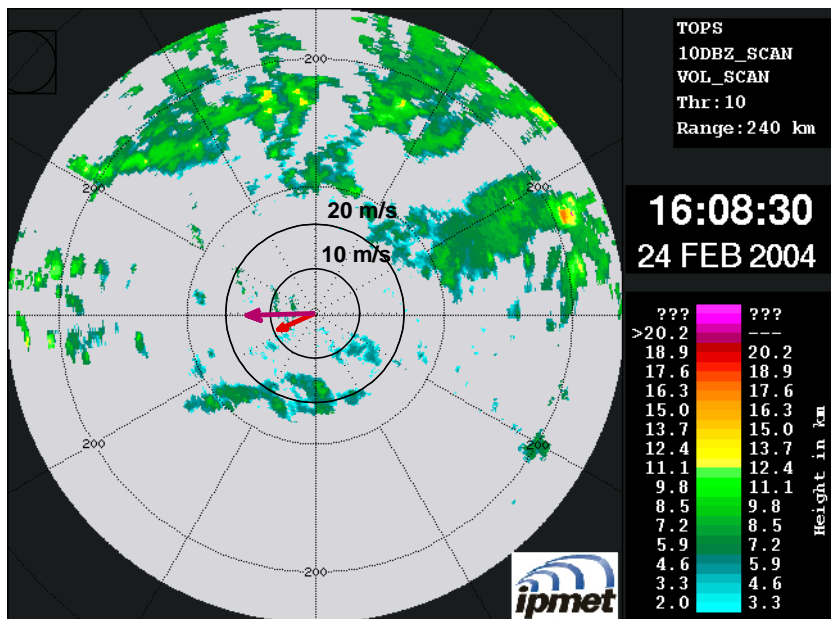 TOPS
10DBZ_SCAN
VOL_SCAN
Thr:10
Range:240 km
16:08:30
24 FEB 2004
200
200
200
20 m/s
10 m/s
200
200
200
??? ???
>20.2 ---
18.9 20.2
17.6 18.9
16.3 17.6
15.0 16.3
13.7 15.0
12.4 13.7
11.1 12.4
9.8 11.1
8.5 9.8
7.2 8.5
5.9 7.2
4.6 5.9
3.3 4.6
2.0 3.3
Height in km
ipmet